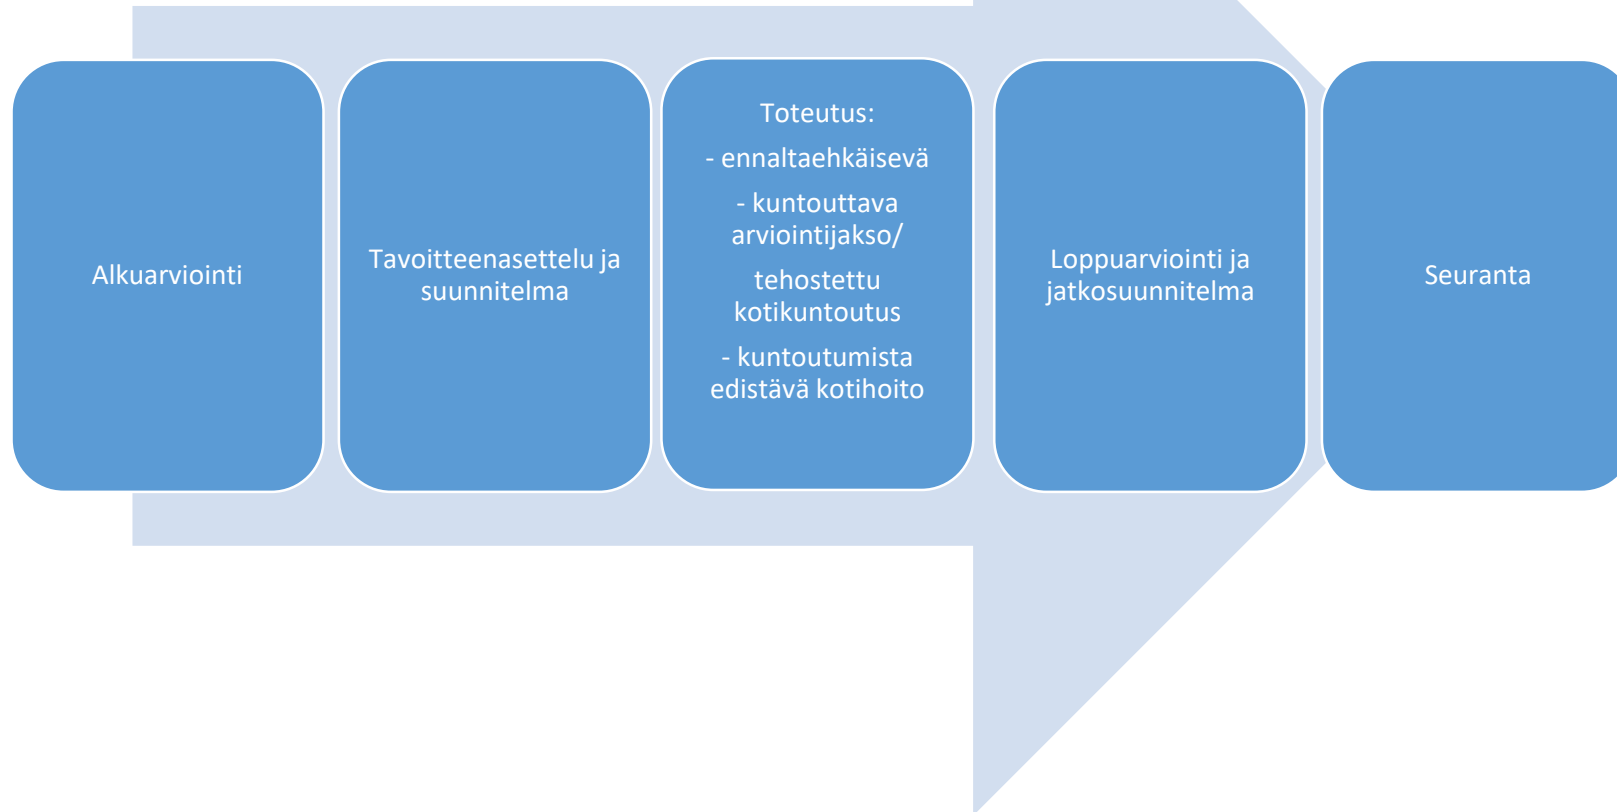 Alkuarviointi
Tavoitteenasettelu ja
suunnitelma
Toteutus:
- ennaltaehkäisevä
- kuntouttava
arviointijakso/
tehostettu
kotikuntoutus
- kuntoutumista
edistävä kotihoito
Loppuarviointi ja
jatkosuunnitelma
Seuranta